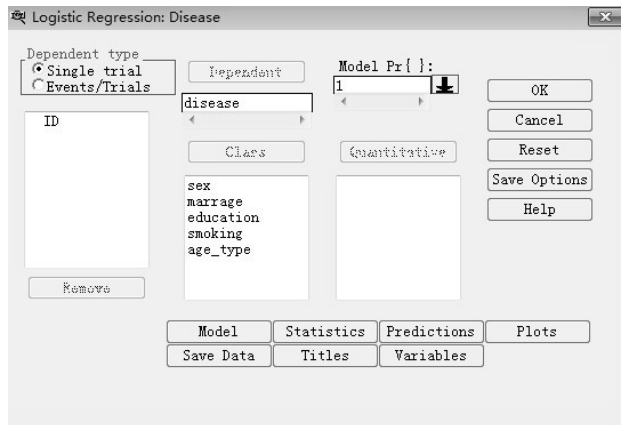 Logistic Regression: Disease
Dependent type
Single trial
Events/Trials
Dependent
Model Pr{ }:
1
disease
ID
Class
Quantitative
sex
marrage
education
smoking
age_type
Remove
OK
Cancel
Reset
Save Options
Help
Model
Statistics
Predictions
Plots
Save Data
Titles
Variables